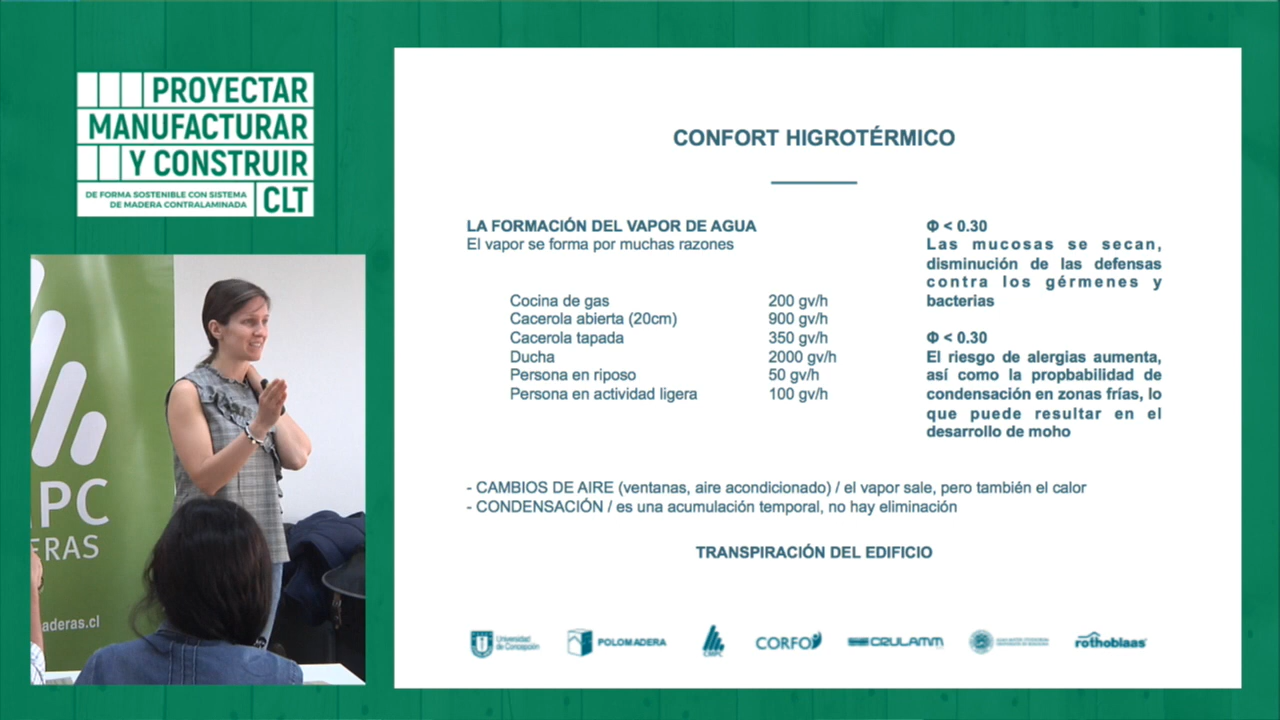 PROYECTAR
MANUFACTURAR
Y CONSTRUIR
DE FORMA SOSTENIBLE CON SISTEMA
DE MADERA CONTRALAMINADA
CLT
PC
ERAS
aderas.cl
CONFORT HIGROTÉRMICO
LA FORMACIÓN DEL VAPOR DE AGUA
El vapor se forma por muchas razones
Cocina de gas 200 gv/h
Cacerola abierta (20cm) 900 gv/h
Cacerola tapada 350 gv/h
Ducha 2000 gv/h
Persona en riposo 50 gv/h
Persona en actividad ligera 100 gv/h
Φ < 0.30
Las mucosas se secan,
disminución de las defensas
contra los gérmenes y
bacterias
Φ < 0.30
El riesgo de alergias aumenta,
así como la propbabilidad de
condensación en zonas frías, lo
que puede resultar en el
desarrollo de moho
- CAMBIOS DE AIRE (ventanas, aire acondicionado) / el vapor sale, pero también el calor
- CONDENSACIÓN / es una acumulación temporal, no hay eliminación
TRANSPIRACIÓN DEL EDIFICIO
Universidad
de Concepción
POLOMADERA
CMPC
CORFO
CRULAMM
rothoblaas